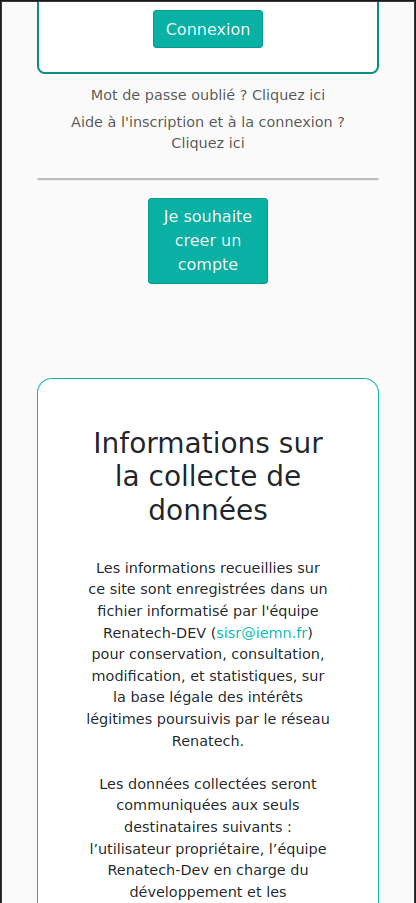 Connexion
Mot de passe oublié ? Cliquez ici
Aide à l'inscription et à la connexion ?
Cliquez ici
Je souhaite
creer un
compte
Informations sur
la collecte de
données
Les informations recueillies sur
ce site sont enregistrées dans un
fichier informatisé par l'équipe
Renatech-DEV (sisr@iemn.fr)
pour conservation, consultation,
modification, et statistiques, sur
la base légale des intérêts
légitimes poursuivis par le réseau
Renatech.
Les données collectées seront
communiquées aux seuls
destinataires suivants :
l’utilisateur propriétaire, l’équipe
Renatech-Dev en charge du
développement et les